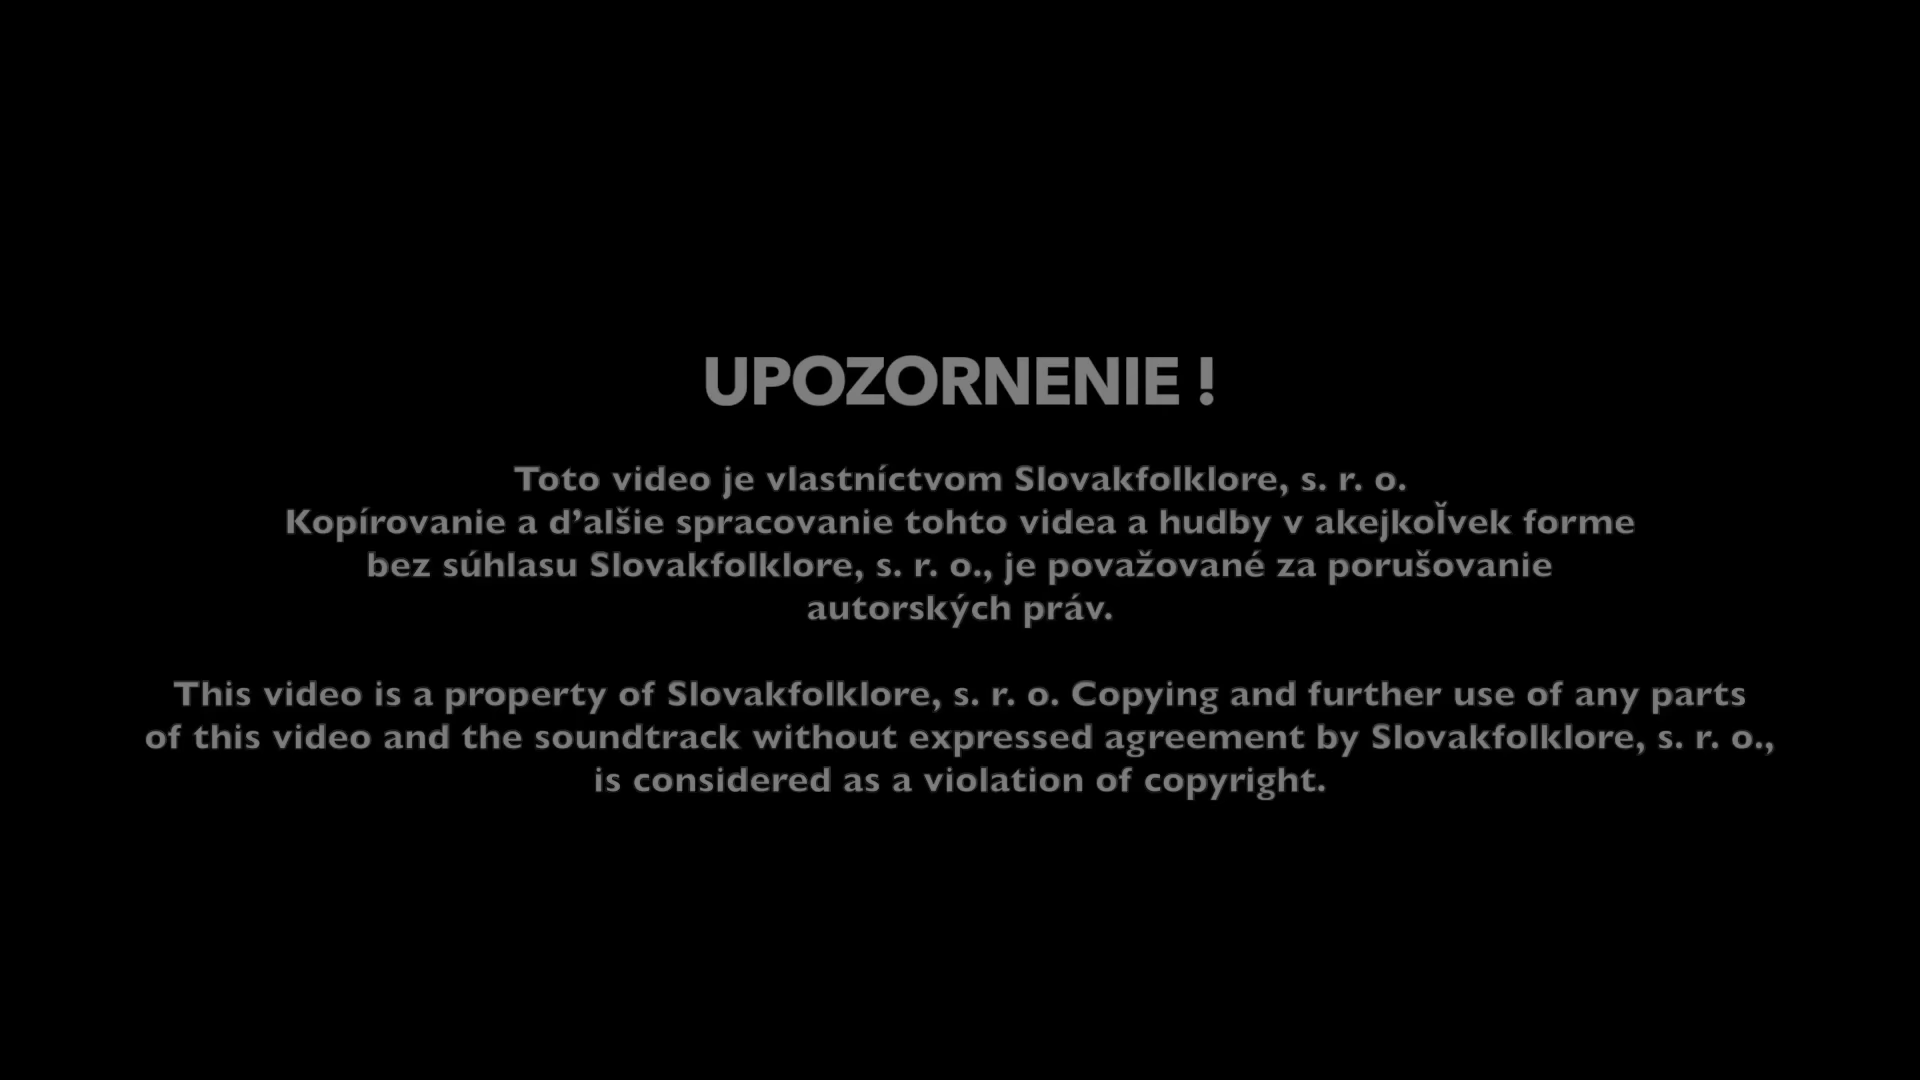 UPOZORNENIE !
Toto video je vlastníctvom Slovakfolklore, s. r. o.
Kopírovanie a ďalšie spracovanie tohto videa a hudby v akejkoľvek forme
bez súhlasu Slovakfolklore, s. r. o., je považované za porušovanie
autorských práv.
This video is a property of Slovakfolklore, s. r. o. Copying and further use of any parts
of this video and the soundtrack without expressed agreement by Slovakfolklore, s. r. o.,
is considered as a violation of copyright.